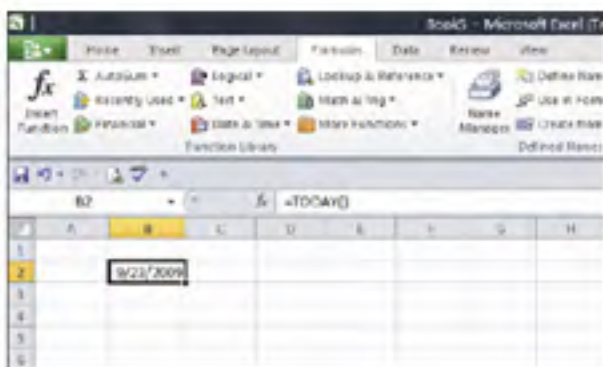 Book5 - Microsoft Excel (T
Home Insert Page Layout Formulas Data Review View
fx Σ AutoSum Logical Lookup & Reference Define Nam
Insert Function Recently Used Text Math & Trig Name Manager Use in Form
Financial Date & Time More Functions Create from
Function Library Defined Names
B2 fx =TODAY()
A B C D E F G H
1
2 9/23/2009
3
4
5
6